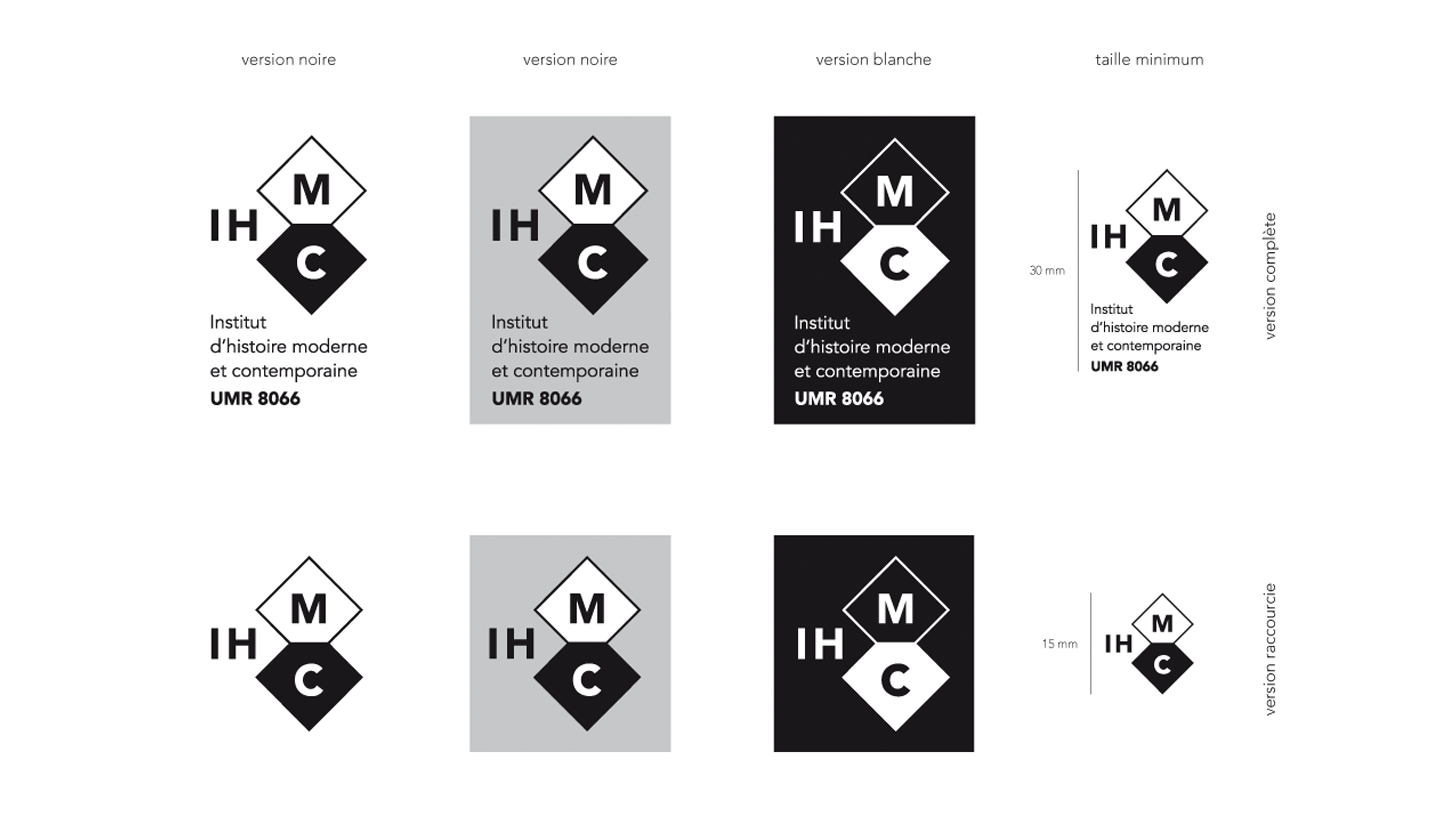 version noire
version noire
version blanche
taille minimum
M
IH
C
Institut
d'histoire moderne
et contemporaine
UMR 8066
M
IH
C
Institut
d'histoire moderne
et contemporaine
UMR 8066
M
IH
C
Institut
d'histoire moderne
et contemporaine
UMR 8066
30 mm
M
IH
C
Institut
d'histoire moderne
et contemporaine
UMR 8066
version complète
M
IH
C
M
IH
C
M
IH
C
15 mm
M
IH
C
version raccourcie